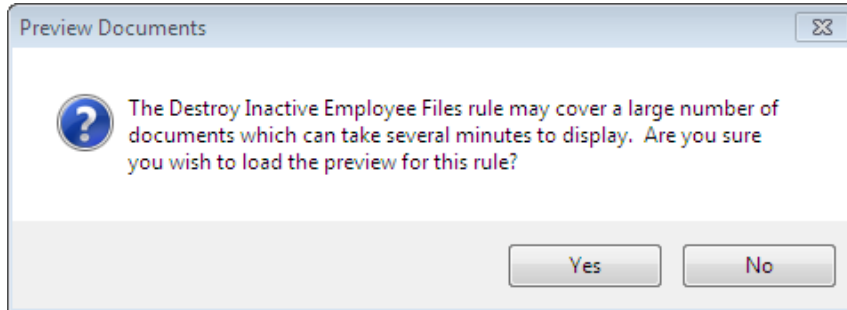 Preview Documents
The Destroy Inactive Employee Files rule may cover a large number of
documents which can take several minutes to display.  Are you sure
you wish to load the preview for this rule?
Yes
No